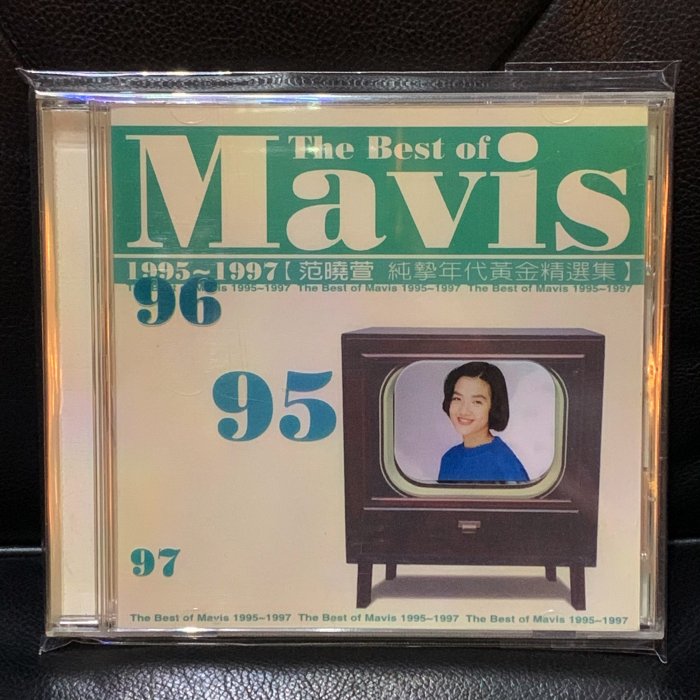 The Best of
Mavis
1995~1997【范曉萱 純摯年代黃金精選集】
The Best of Mavis 1995~1997 The Best of Mavis 1995~1997 The Best of Mavis 1995~1997
96
95
97
The Best of Mavis 1995~1997 The Best of Mavis 1995~1997 The Best of Mavis 1995~1997